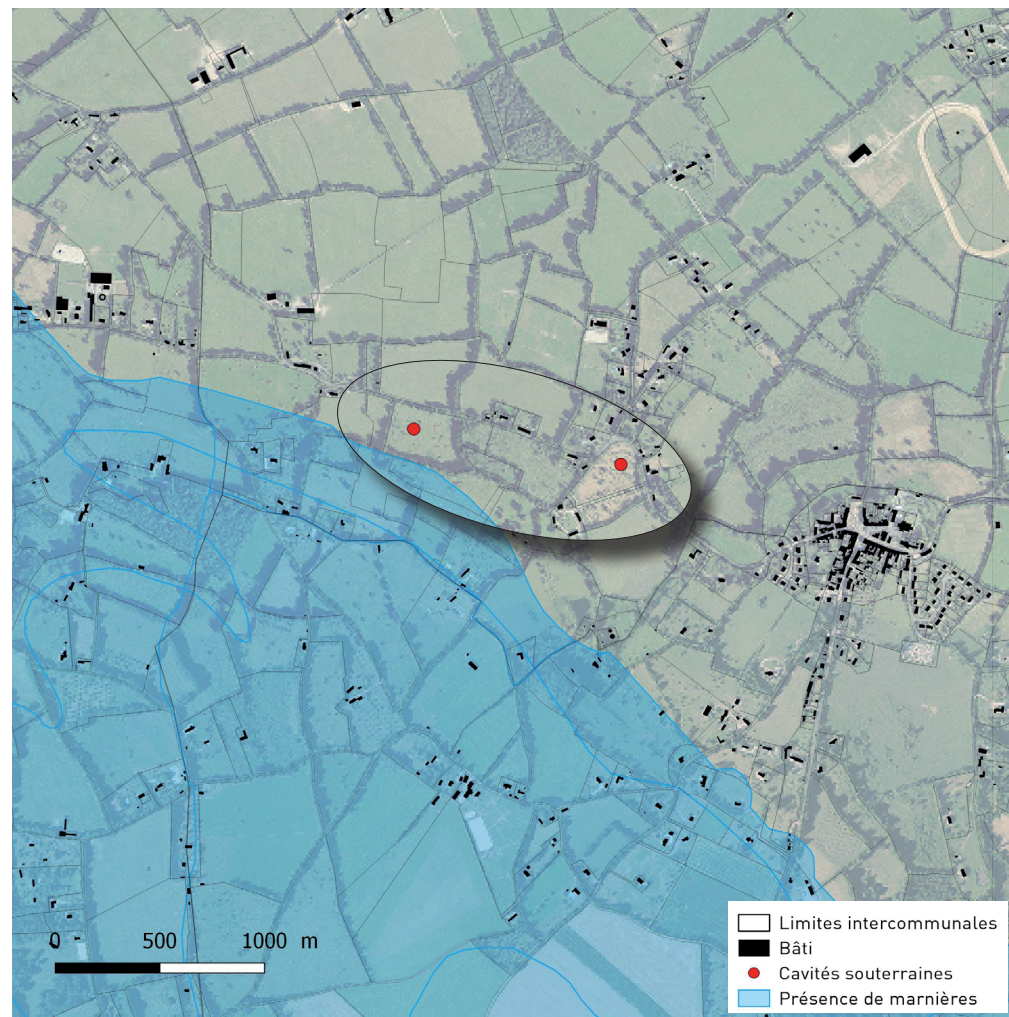 0 500 1000 m
Limites intercommunales
Bâti
Cavités souterraines
Présence de marnières